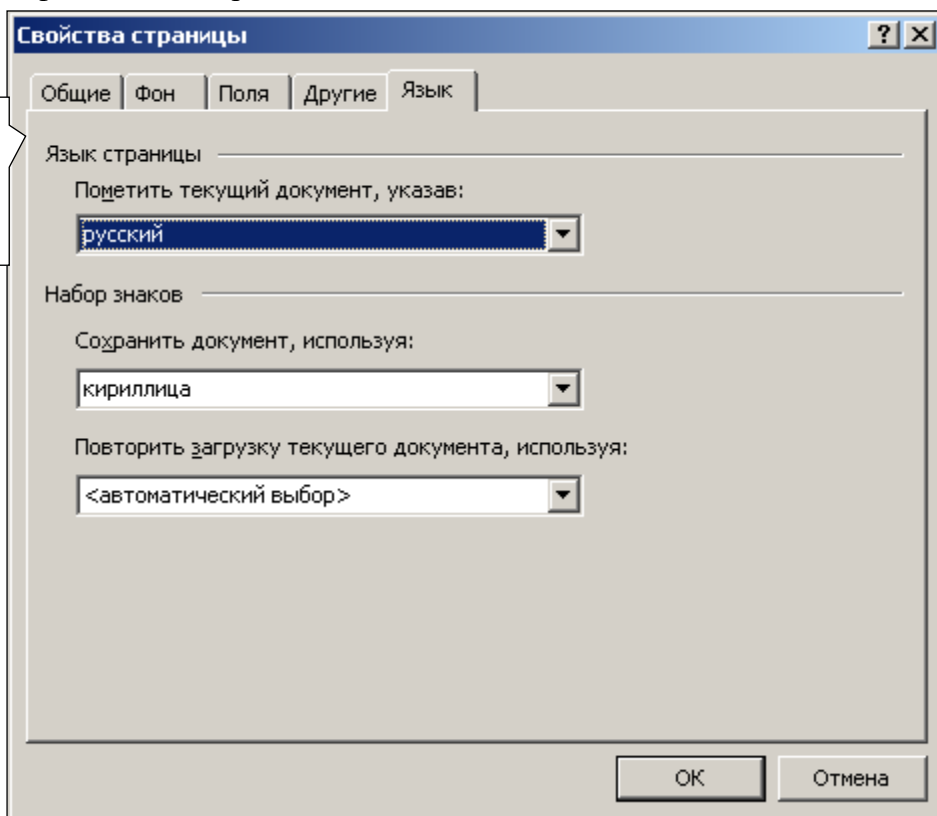 Свойства страницы
Общие Фон Поля Другие Язык
Язык страницы
Пометить текущий документ, указав:
русский
Набор знаков
Сохранить документ, используя:
кириллица
Повторить загрузку текущего документа, используя:
<автоматический выбор>
ОК Отмена